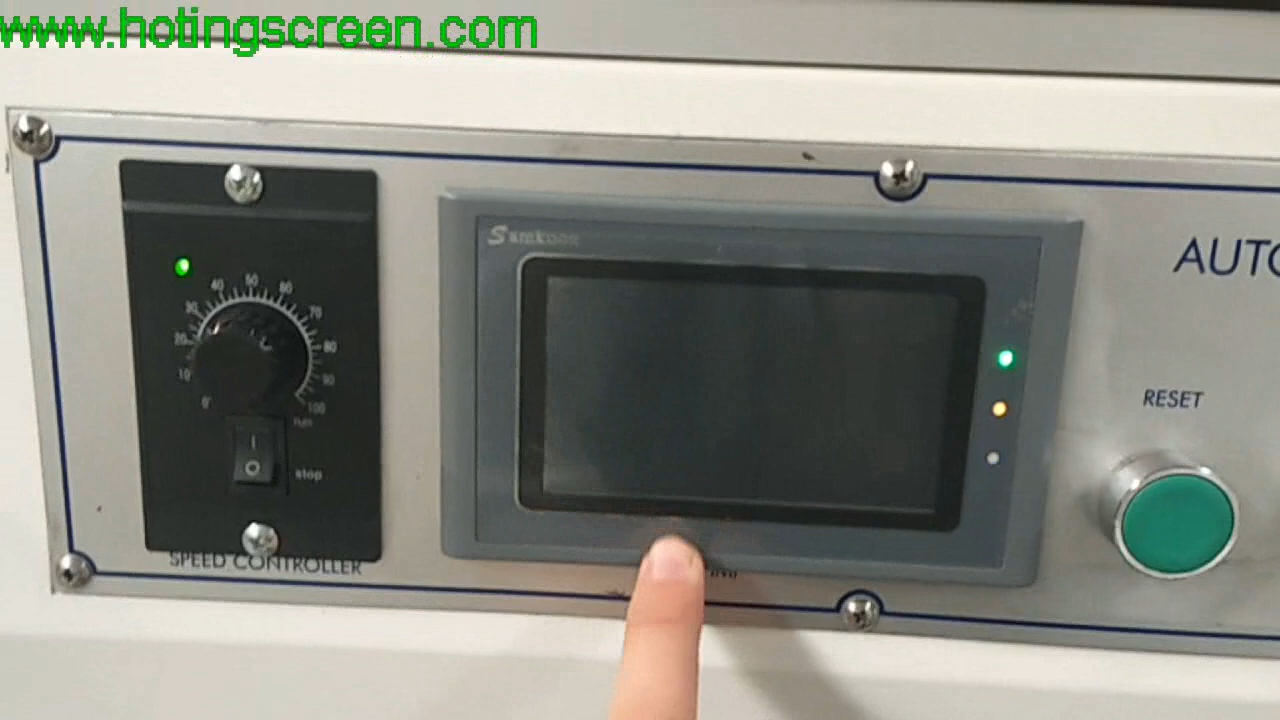 www.hotingscreen.com
Samkoon
AUTO
50
40
60
30
70
20
80
10
90
0
100
run
I
O
stop
RESET
SPEED CONTROLLER